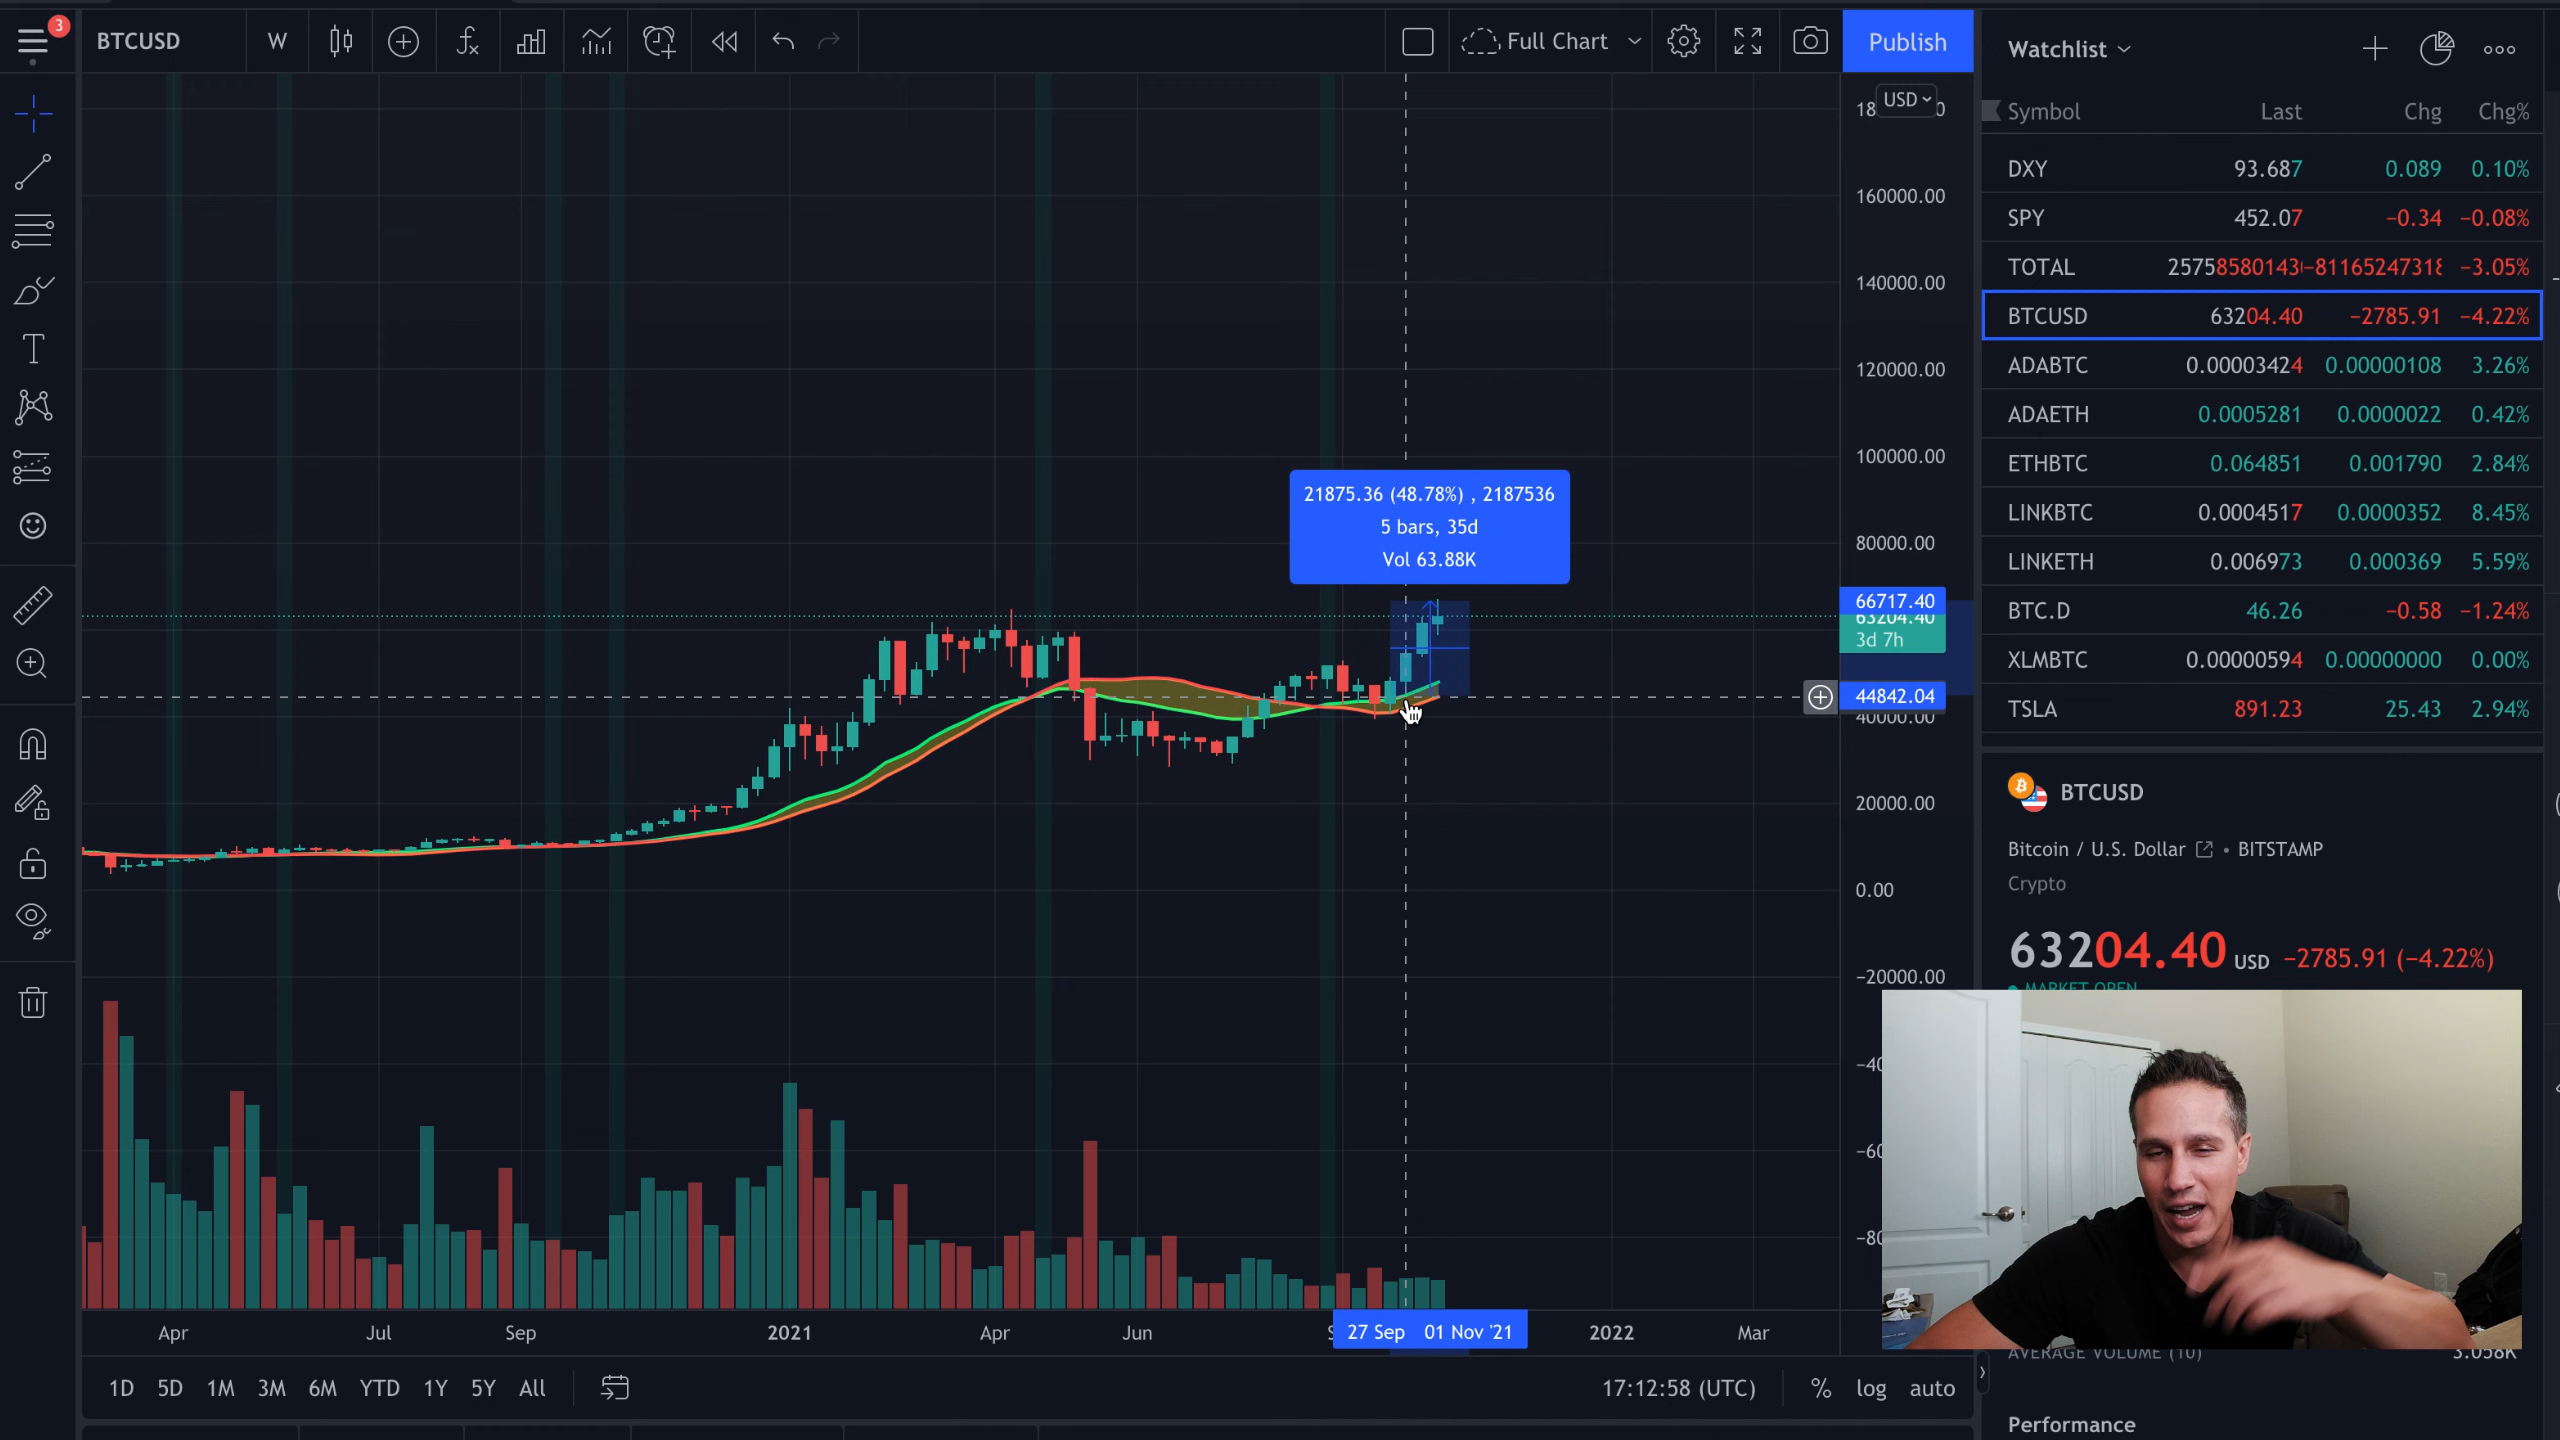 3
BTCUSD W Full Chart Publish
Watchlist
USD
Symbol Last Chg Chg%
DXY 93.687 0.089 0.10%
SPY 452.07 −0.34 −0.08%
TOTAL 25758580143 −81165247318 −3.05%
BTCUSD 63204.40 −2785.91 −4.22%
ADABTC 0.00003424 0.00000108 3.26%
ADAETH 0.0005281 0.0000022 0.42%
ETHBTC 0.064851 0.001790 2.84%
LINKBTC 0.0004517 0.0000352 8.45%
LINKETH 0.006973 0.000369 5.59%
BTC.D 46.26 −0.58 −1.24%
XLMBTC 0.00000594 0.00000000 0.00%
TSLA 891.23 25.43 2.94%
160000.00
140000.00
120000.00
100000.00
80000.00
66717.40
63204.40
3d 7h
44842.04
40000.00
20000.00
0.00
−20000.00
21875.36 (48.78%) , 2187536
5 bars, 35d
Vol 63.88K
BTCUSD
Bitcoin / U.S. Dollar • BITSTAMP
Crypto
63204.40 USD −2785.91 (−4.22%)
MARKET OPEN
AVERAGE VOLUME (10) 3.058K
Performance
Apr Jul Sep 2021 Apr Jun 27 Sep 01 Nov '21 2022 Mar
1D 5D 1M 3M 6M YTD 1Y 5Y All 17:12:58 (UTC) % log auto